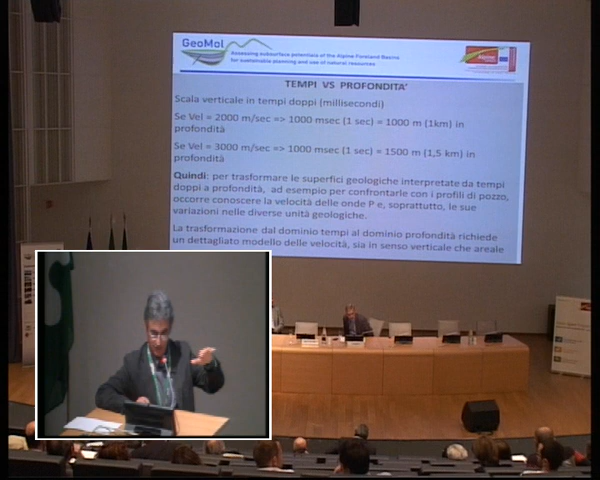 GeoMol
Assessing subsurface potentials of the Alpine Foreland Basins
for sustainable planning and use of natural resources
TEMPI VS PROFONDITA'
Scala verticale in tempi doppi (millisecondi)
Se Vel = 2000 m/sec => 1000 msec (1 sec) = 1000 m (1km) in
profondità
Se Vel = 3000 m/sec => 1000 msec (1 sec) = 1500 m (1,5 km) in
profondità
Quindi: per trasformare le superfici geologiche interpretate da tempi
doppi a profondità, ad esempio per confrontarle con i profili di pozzo,
occorre conoscere la velocità delle onde P e, soprattutto, le sue
variazioni nelle diverse unità geologiche.
La trasformazione dal dominio tempi al dominio profondità richiede
un dettagliato modello delle velocità, sia in senso verticale che areale